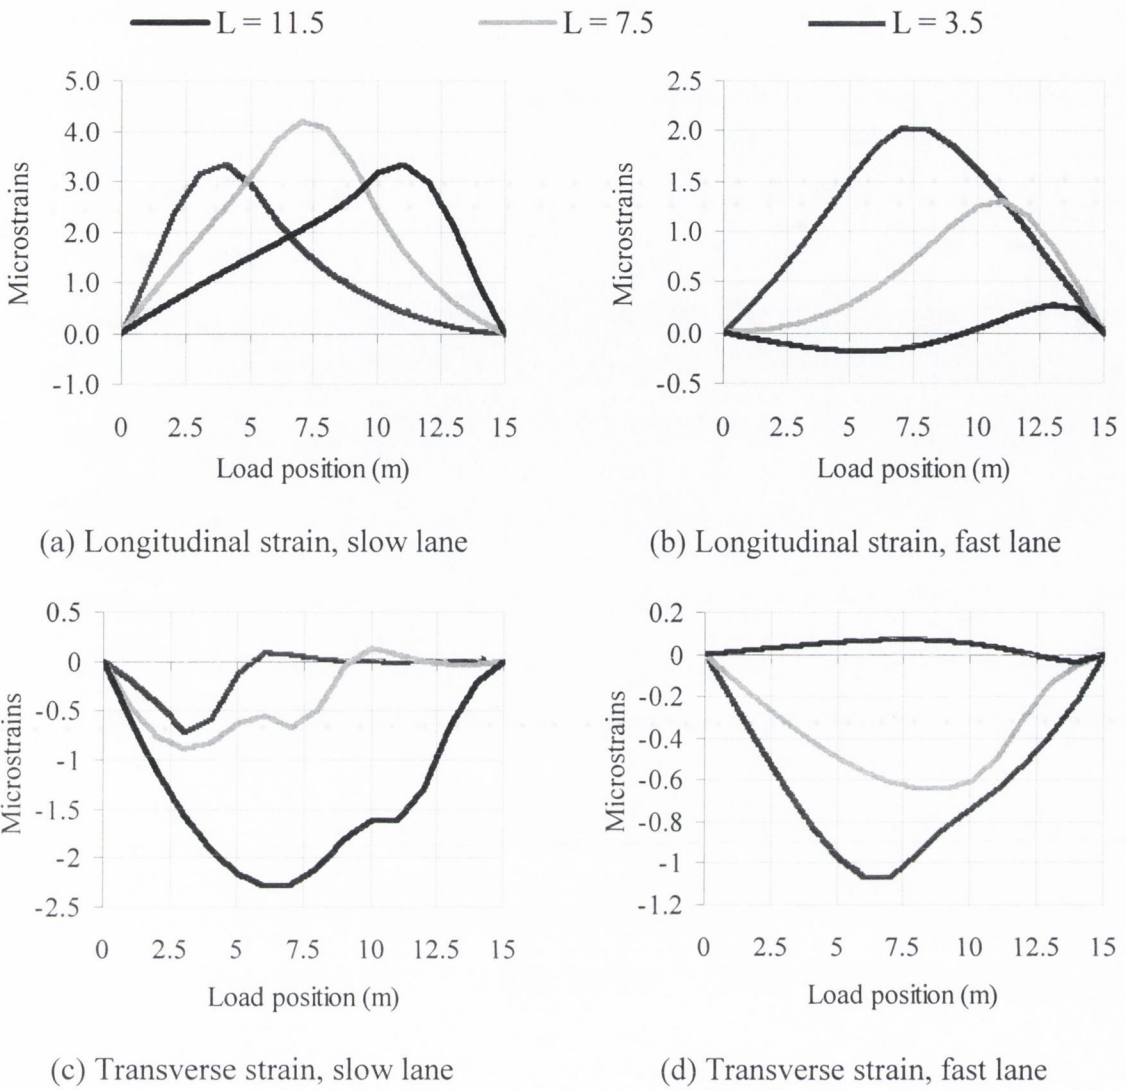 L = 11.5 L = 7.5 L = 3.5
5.0
4.0
3.0
2.0
1.0
0.0
-1.0
Microstrains
0 2.5 5 7.5 10 12.5 15
Load position (m)
(a) Longitudinal strain, slow lane
2.5
2.0
1.5
1.0
0.5
0.0
-0.5
Microstrains
0 2.5 5 7.5 10 12.5 15
Load position (m)
(b) Longitudinal strain, fast lane
0.5
0
-0.5
-1
-1.5
-2
-2.5
Microstrains
0 2.5 5 7.5 10 12.5 15
Load position (m)
(c) Transverse strain, slow lane
0.2
0
-0.2
-0.4
-0.6
-0.8
-1
-1.2
Microstrains
0 2.5 5 7.5 10 12.5 15
Load position (m)
(d) Transverse strain, fast lane